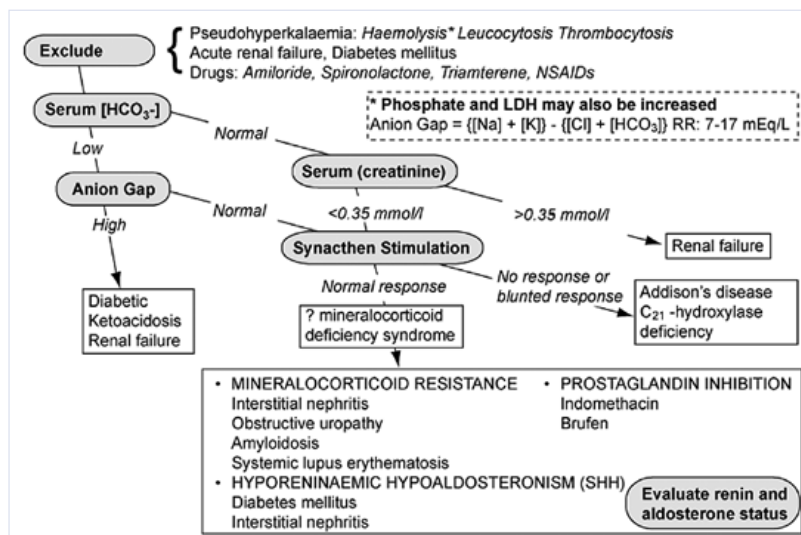 Exclude
Pseudohyperkalaemia: Haemolysis* Leucocytosis Thrombocytosis
Acute renal failure, Diabetes mellitus
Drugs: Amiloride, Spironolactone, Triamterene, NSAIDs
Serum [HCO₃-]
* Phosphate and LDH may also be increased
Anion Gap = {[Na] + [K]} - {[Cl] + [HCO₃]} RR: 7-17 mEq/L
Low
Normal
Serum (creatinine)
Anion Gap
Normal
<0.35 mmol/l
>0.35 mmol/l
High
Synacthen Stimulation
Renal failure
Normal response
No response or
blunted response
Diabetic
Ketoacidosis
Renal failure
? mineralocorticoid
deficiency syndrome
Addison's disease
C₂₁ -hydroxylase
deficiency
• MINERALOCORTICOID RESISTANCE
Interstitial nephritis
Obstructive uropathy
Amyloidosis
Systemic lupus erythematosis
• HYPORENINAEMIC HYPOALDOSTERONISM (SHH)
Diabetes mellitus
Interstitial nephritis
• PROSTAGLANDIN INHIBITION
Indomethacin
Brufen
Evaluate renin and
aldosterone status